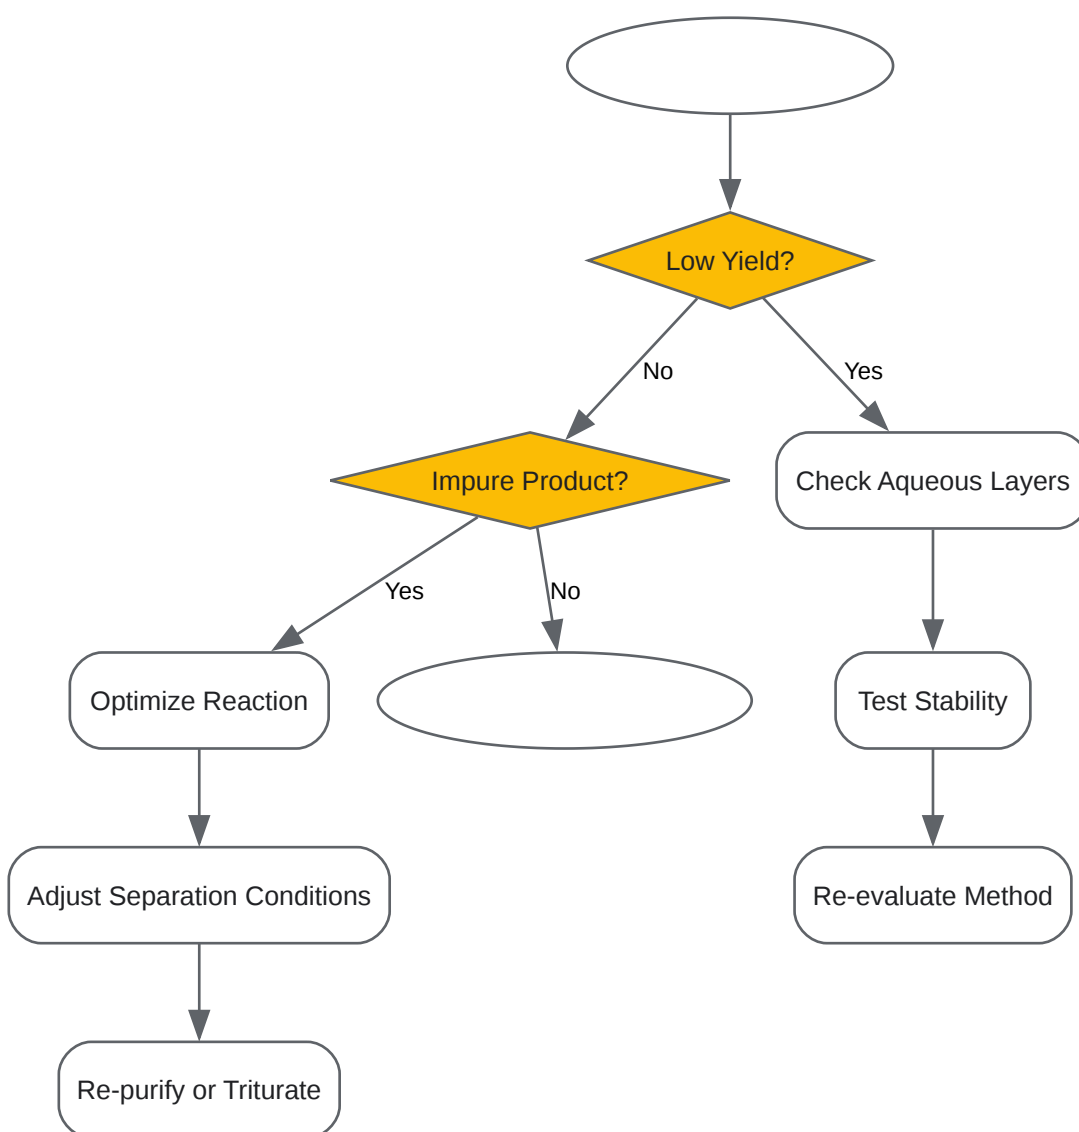 Low Yield?
No
Yes
Impure Product?
Check Aqueous Layers
Yes
No
Optimize Reaction
Test Stability
Adjust Separation Conditions
Re-evaluate Method
Re-purify or Triturate